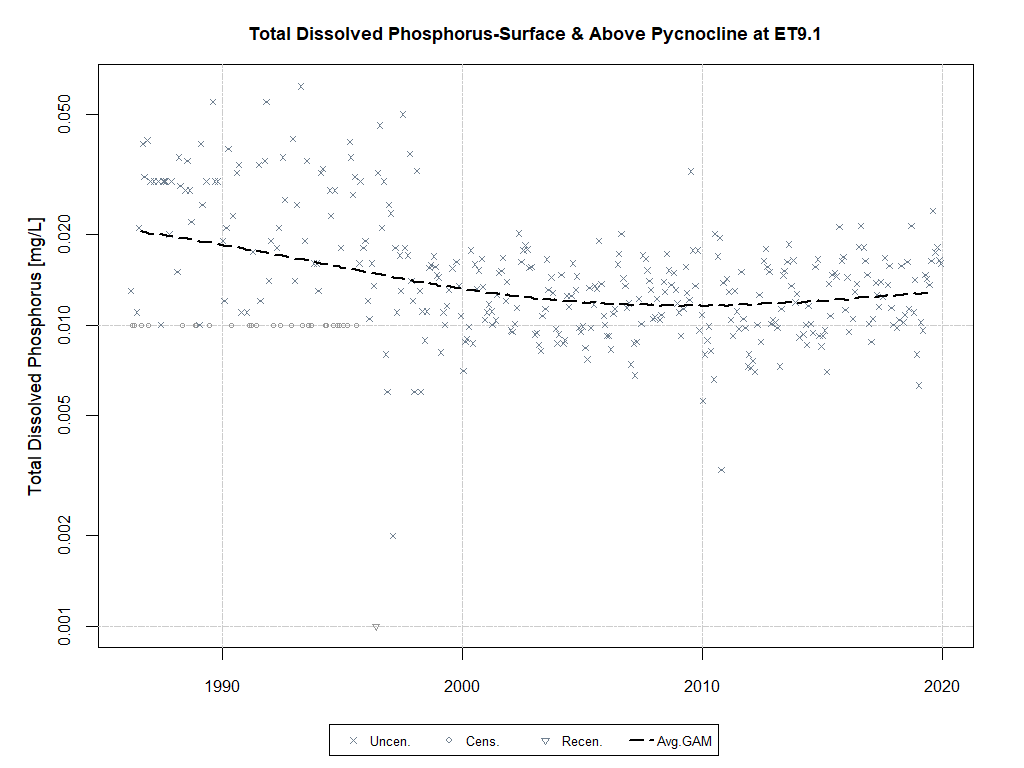 Total Dissolved Phosphorus-Surface & Above Pycnocline at ET9.1
Total Dissolved Phosphorus [mg/L]
0.050
0.020
0.010
0.005
0.002
0.001
1990 2000 2010 2020
Uncen. Cens. Recen. Avg.GAM